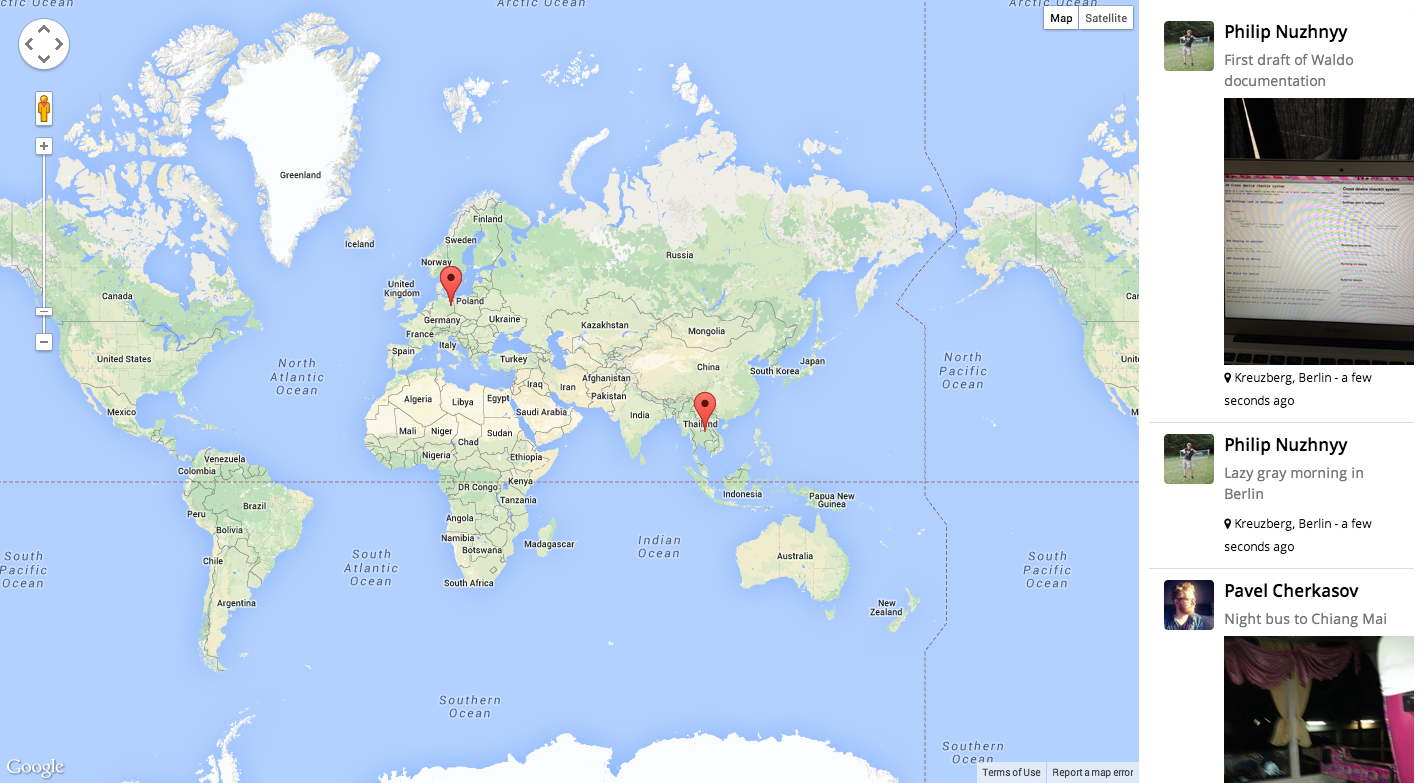 Arctic Ocean
Arctic Ocean
Map
Satellite
Greenland
Iceland
Finland
Sweden
Norway
Russia
United
Kingdom
Poland
Germany
Ukraine
France
Italy
Spain
Turkey
Kazakhstan
Mongolia
Canada
United States
North
Atlantic
Ocean
Japan
South Korea
China
North
Pacific
Ocean
Iraq
Iran
Afghanistan
Pakistan
Algeria
Libya
Egypt
Saudi Arabia
India
Thailand
Mexico
Mali
Niger
Chad
Sudan
Nigeria
Ethiopia
Venezuela
Colombia
DR Congo
Kenya
Tanzania
Indonesia
Papua New
Guinea
Brazil
Peru
Bolivia
Angola
Namibia
Botswana
Madagascar
Indian
Ocean
Australia
South
Pacific
Ocean
Chile
South
Atlantic
Ocean
South Africa
South
Pacific
Ocean
Argentina
New
Zealand
Southern
Ocean
Southern
Ocean
Google
Terms of Use
Report a map error
Philip Nuzhnyy
First draft of Waldo
documentation
Cross device checkin system
Kreuzberg, Berlin - a few
seconds ago
Philip Nuzhnyy
Lazy gray morning in
Berlin
Kreuzberg, Berlin - a few
seconds ago
Pavel Cherkasov
Night bus to Chiang Mai